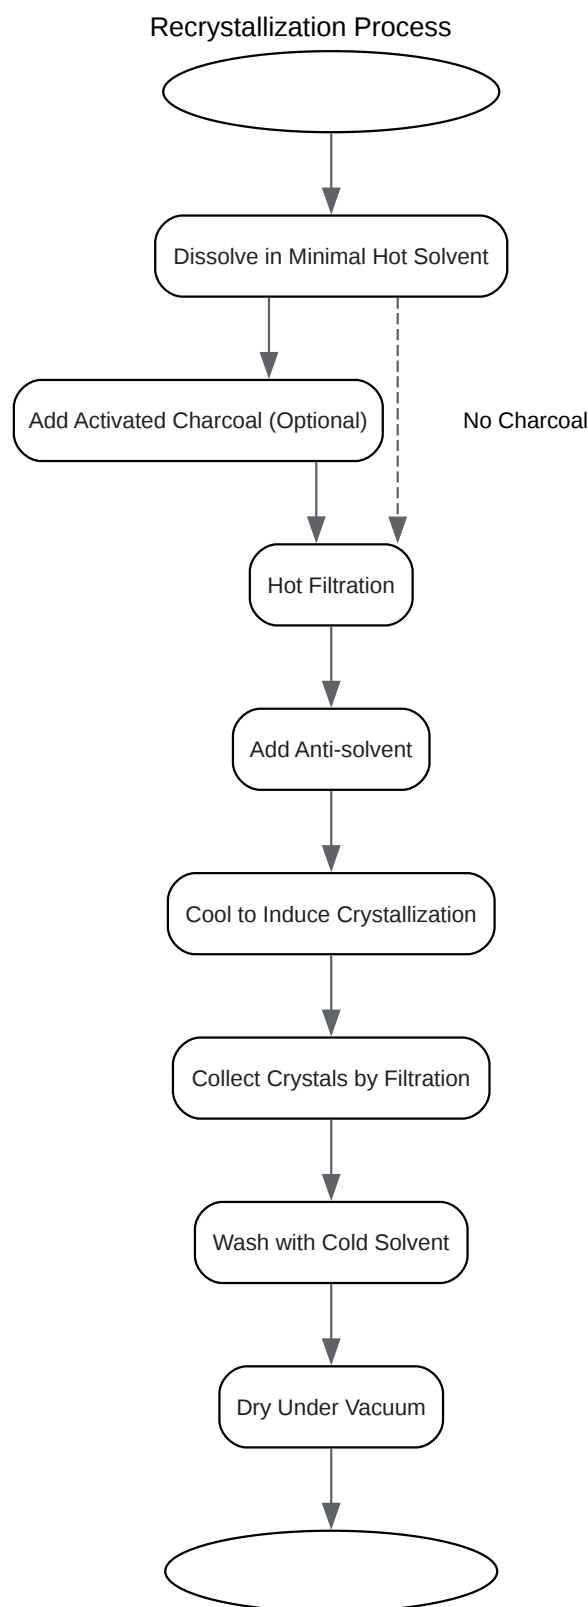 Recrystallization Process
Dissolve in Minimal Hot Solvent
Add Activated Charcoal (Optional)
No Charcoal
Hot Filtration
Add Anti-solvent
Cool to Induce Crystallization
Collect Crystals by Filtration
Wash with Cold Solvent
Dry Under Vacuum